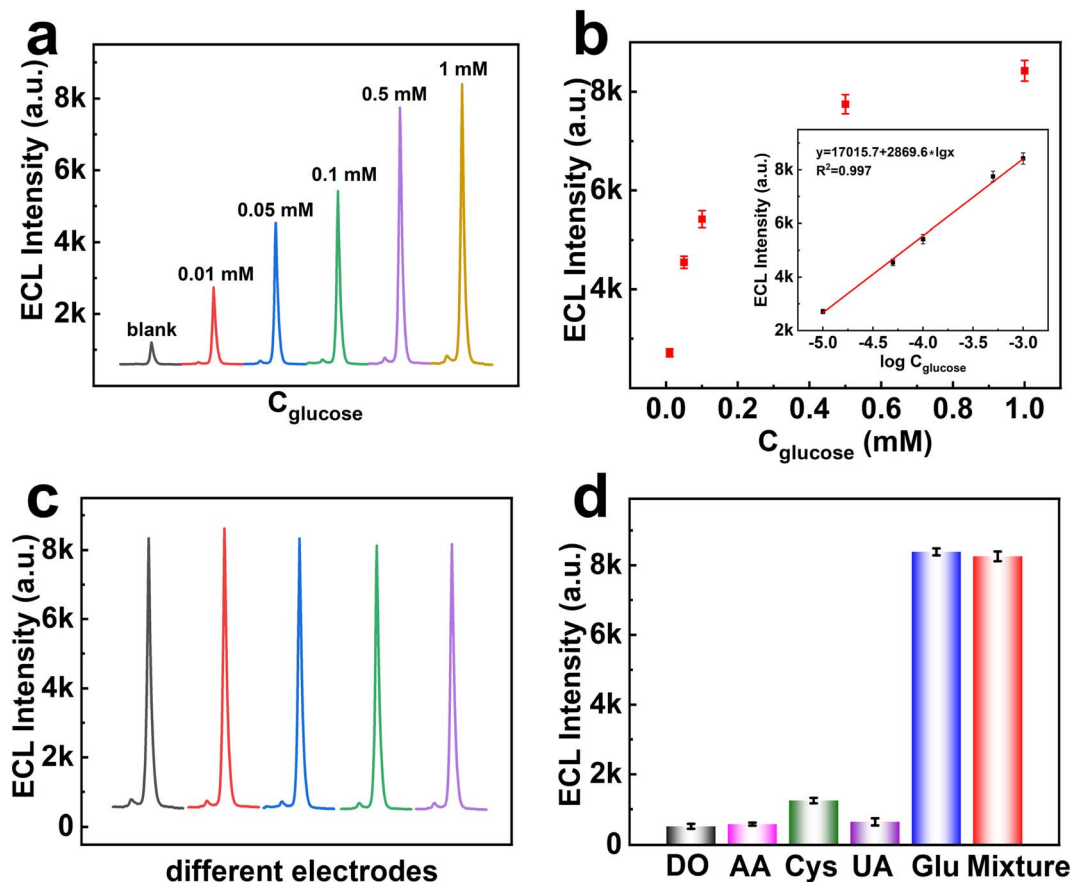 a
ECL Intensity (a.u.)
8k
6k
4k
2k
blank
0.01 mM
0.05 mM
0.1 mM
0.5 mM
1 mM
C_glucose
b
ECL Intensity (a.u.)
8k
6k
4k
0.0 0.2 0.4 0.6 0.8 1.0
C_glucose (mM)
y=17015.7+2869.6*lgx
R²=0.997
ECL Intensity (a.u.)
8k
6k
4k
2k
-5.0 -4.5 -4.0 -3.5 -3.0
log C_glucose
c
ECL Intensity (a.u.)
8k
6k
4k
2k
0
different electrodes
d
ECL Intensity (a.u.)
8k
6k
4k
2k
0
DO AA Cys UA Glu Mixture